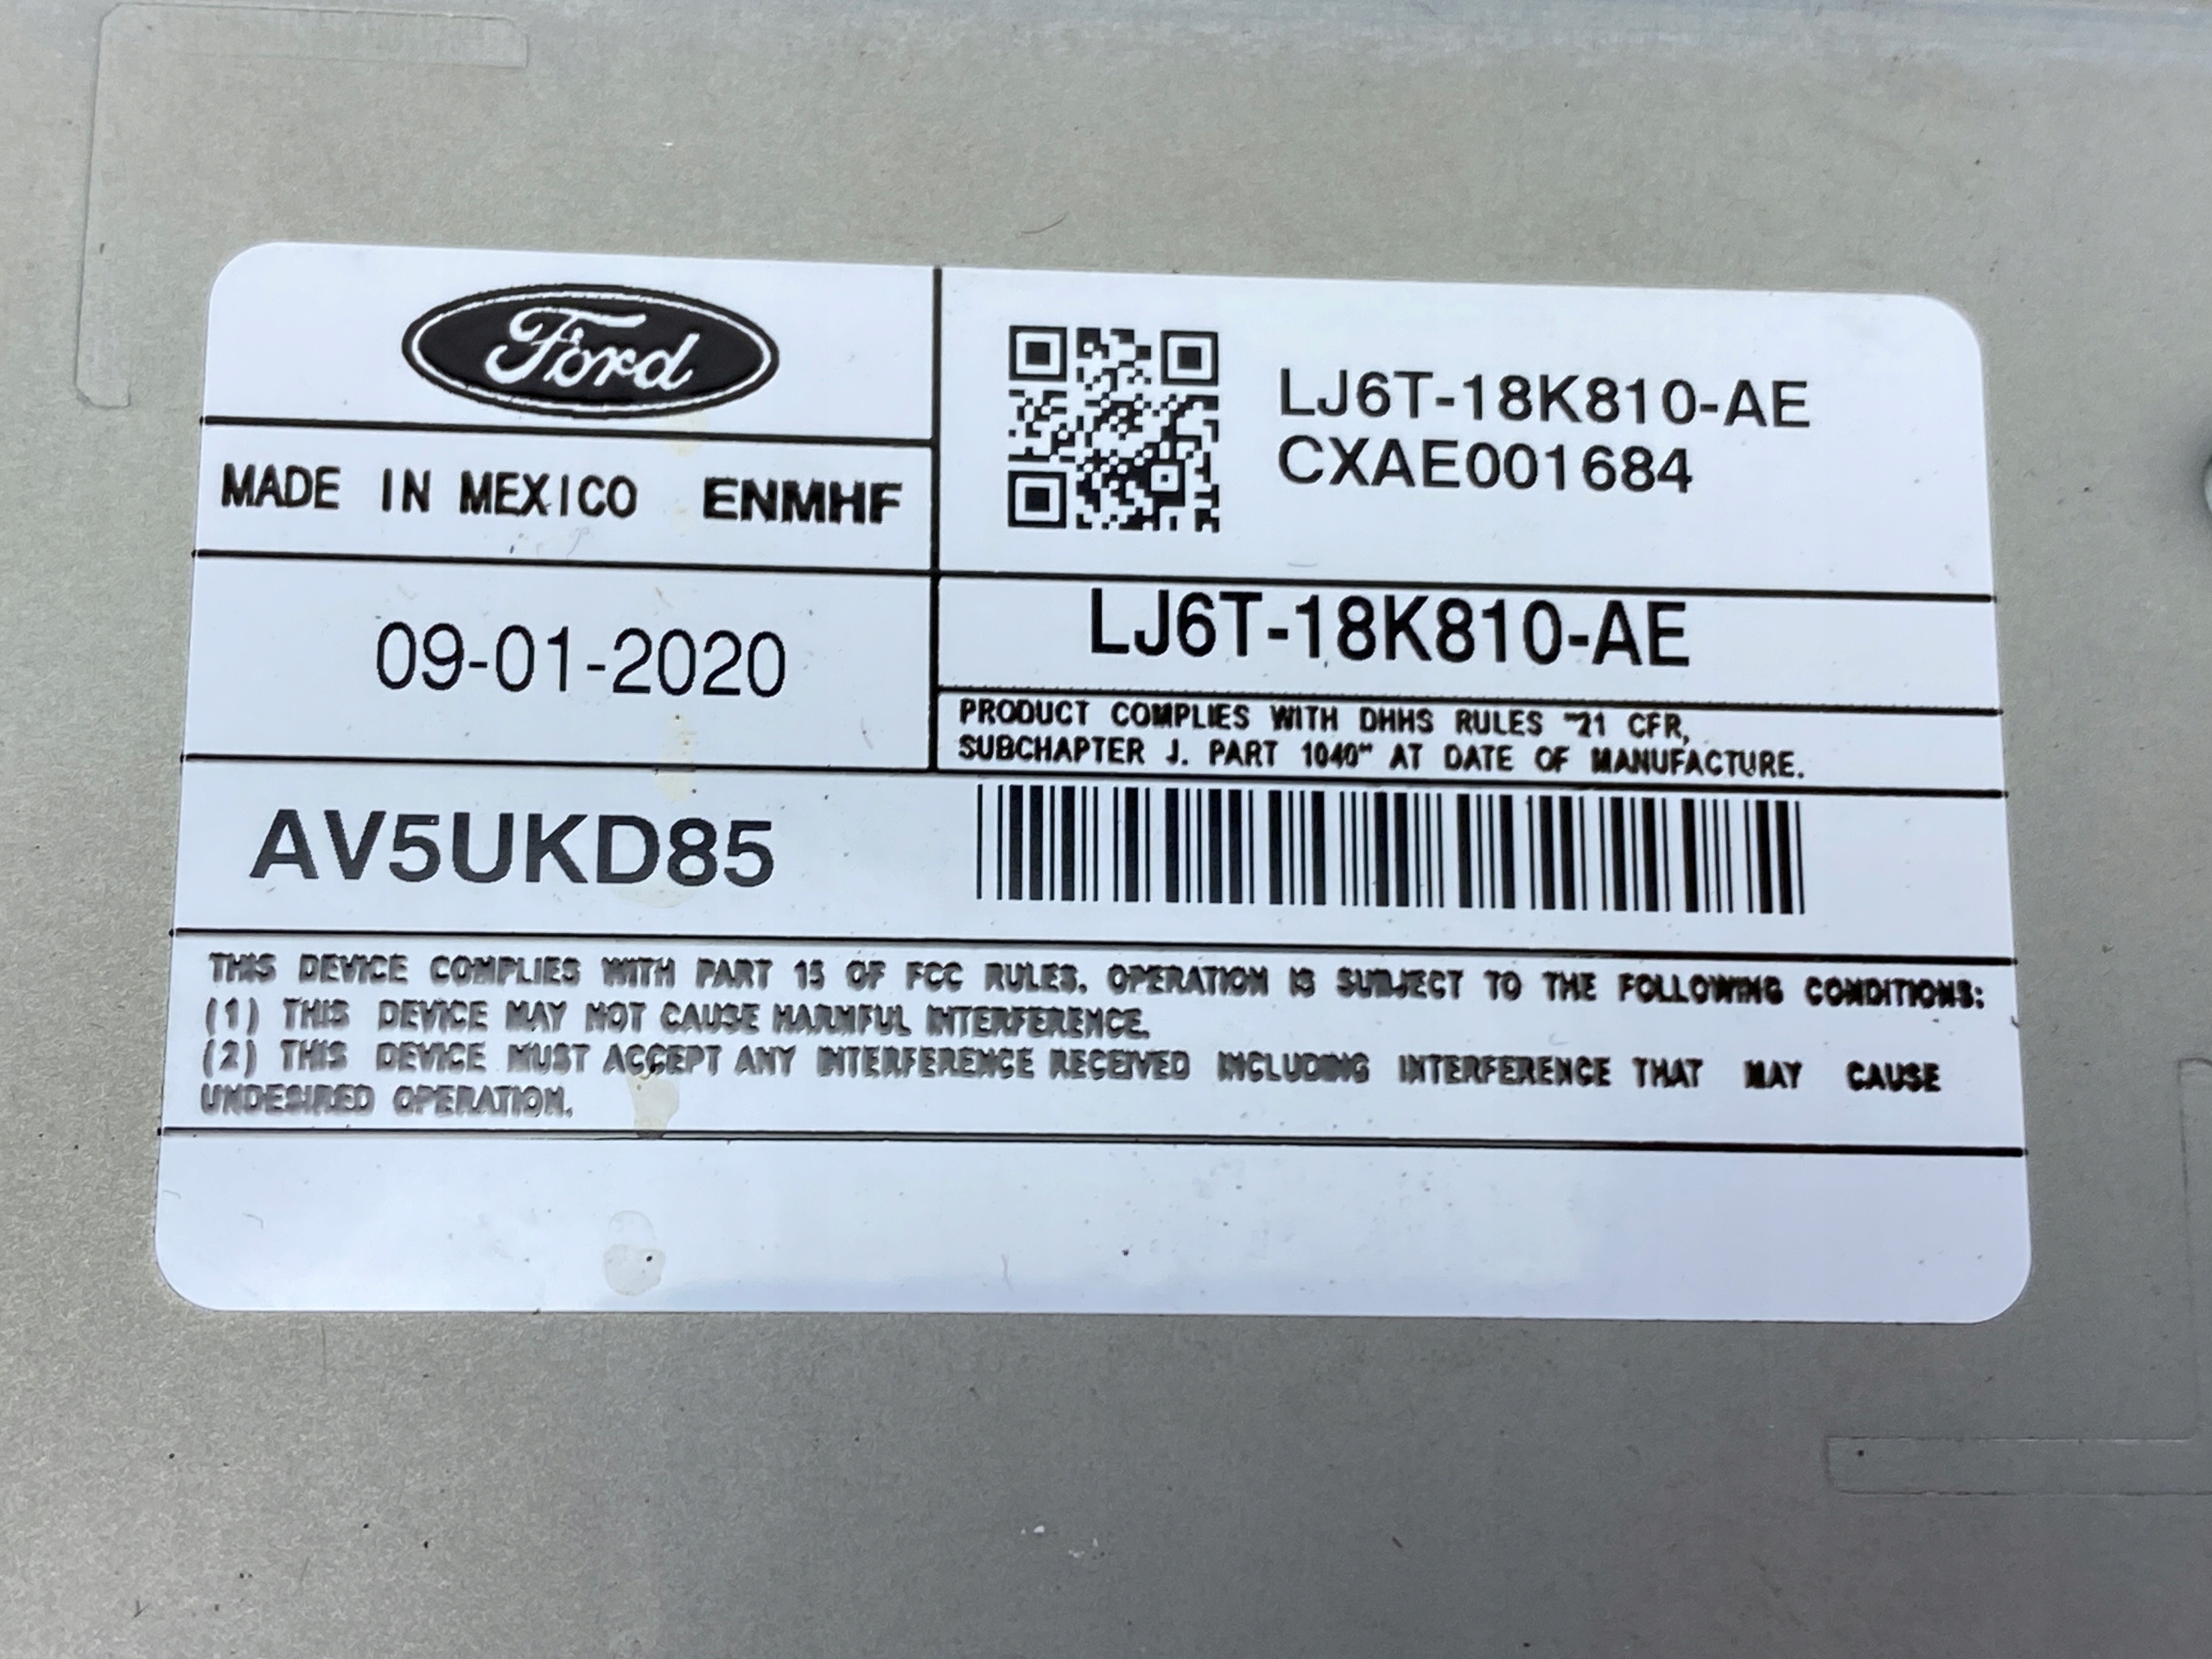 Ford
MADE IN MEXICO ENMHF
09-01-2020
LJ6T-18K810-AE
CXAE001684
LJ6T-18K810-AE
PRODUCT COMPLIES WITH DHHS RULES "21 CFR,
SUBCHAPTER J. PART 1040" AT DATE OF MANUFACTURE.
AV5UKD85
THIS DEVICE COMPLIES WITH PART 15 OF FCC RULES. OPERATION IS SUBJECT TO THE FOLLOWING CONDITIONS:
(1) THIS DEVICE MAY NOT CAUSE HARMFUL INTERFERENCE.
(2) THIS DEVICE MUST ACCEPT ANY INTERFERENCE RECEIVED INCLUDING INTERFERENCE THAT MAY CAUSE
UNDESIRED OPERATION.